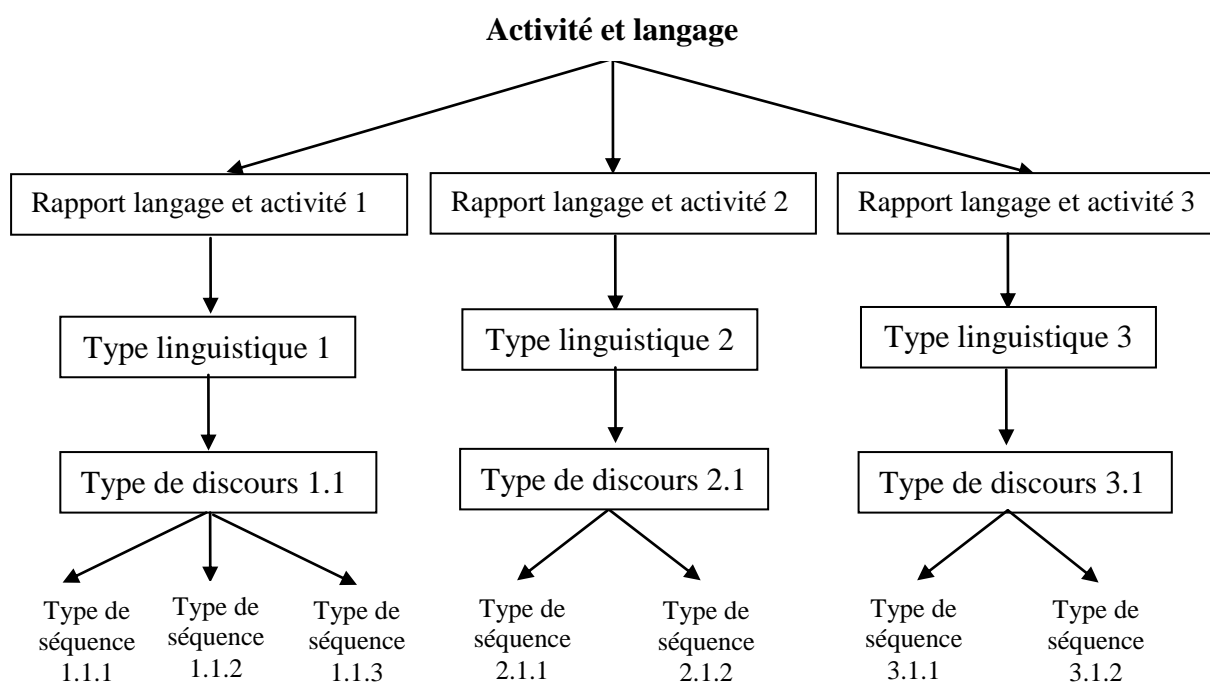 Activité et langage
Rapport langage et activité 1
Rapport langage et activité 2
Rapport langage et activité 3
Type linguistique 1
Type linguistique 2
Type linguistique 3
Type de discours 1.1
Type de discours 2.1
Type de discours 3.1
Type de
séquence
1.1.1
Type de
séquence
1.1.2
Type de
séquence
1.1.3
Type de
séquence
2.1.1
Type de
séquence
2.1.2
Type de
séquence
3.1.1
Type de
séquence
3.1.2